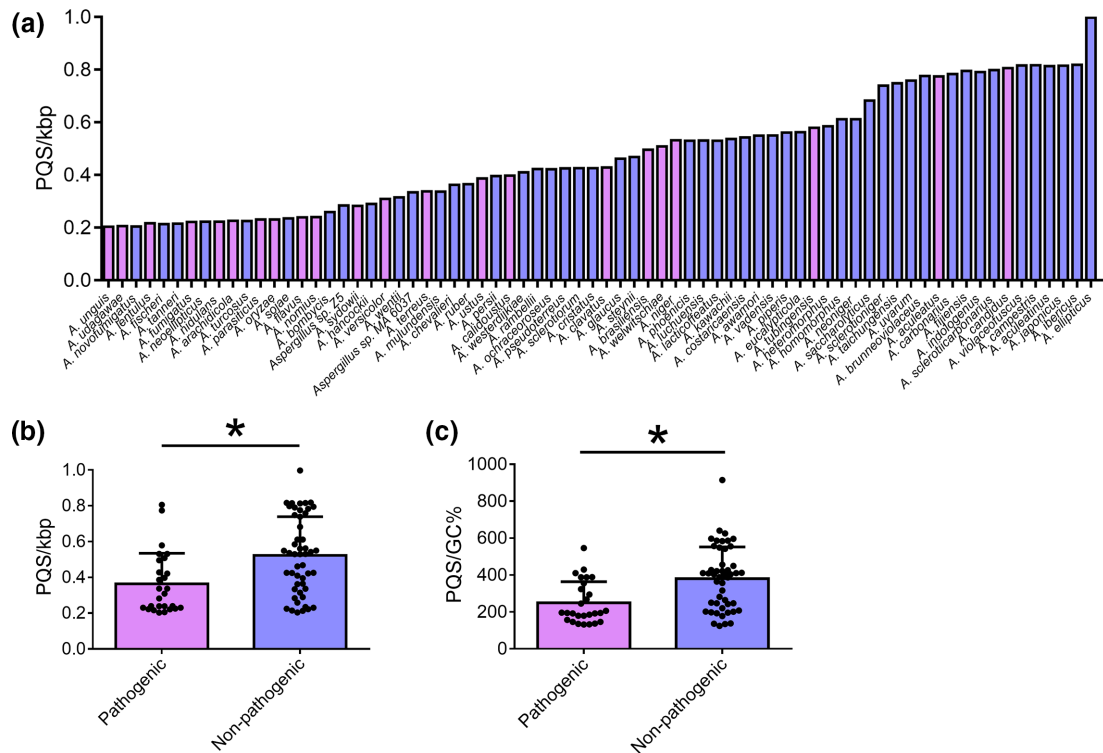 (a)
PQS/kbp
1.0
0.8
0.6
0.4
0.2
0.0
A. unguis
A. udagawae
A. novofumigatus
A. lentulus
A. fischeri
A. tanneri
A. fumigatus
A. neoellipticus
A. nidulans
A. arachidicola
A. turcosus
A. parasiticus
A. oryzae
A. sojae
A. flavus
A. nomius
A. bombycis
Aspergillus sp. Z5
A. sydowii
A. hancockii
A. versicolor
A. wentii
Aspergillus sp. MA 6037
A. terreus
A. mulundensis
A. chevalieri
A. ruber
A. ustus
A. persii
A. calidoustus
A. westerdijkiae
A. rambellii
A. ochraceoroseus
A. pseudoterreus
A. sclerotiorum
A. cristatus
A. clavatus
A. glaucus
A. steynii
A. brasiliensis
A. welwitschiae
A. niger
A. phoenicis
A. luchuensis
A. lacticoffeatus
A. kawachii
A. costaricensis
A. awamori
A. vadensis
A. piperis
A. eucalypticola
A. tubingensis
A. heteromorphus
A. homomorphus
A. neoniger
A. saccharolyticus
A. sclerotioniger
A. taichungensis
A. uvarum
A. brunneoviolaceus
A. aculeatus
A. carbonarius
A. fijiensis
A. indologenus
A. sclerotiicarbonarius
A. candidus
A. violaceofuscus
A. campestris
A. aculeatinus
A. japonicus
A. ibericus
A. ellipticus
(b)
*
PQS/kbp
1.0
0.8
0.6
0.4
0.2
0.0
Pathogenic
Non-pathogenic
(c)
*
PQS/GC%
1000
800
600
400
200
0
Pathogenic
Non-pathogenic